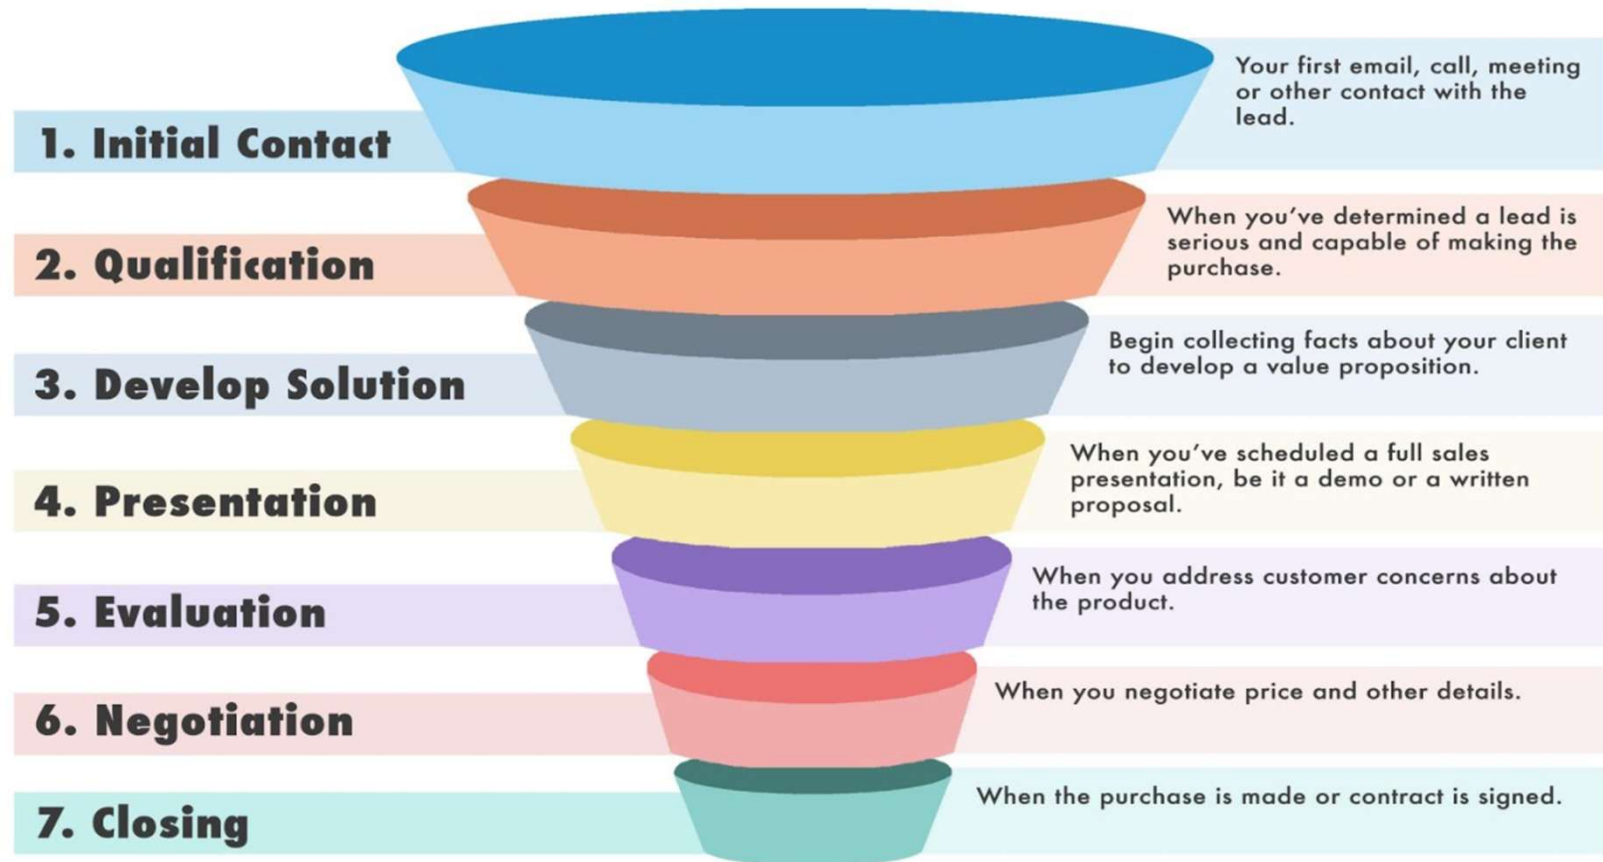 1. Initial Contact
Your first email, call, meeting
or other contact with the
lead.
2. Qualification
When you've determined a lead is
serious and capable of making the
purchase.
3. Develop Solution
Begin collecting facts about your client
to develop a value proposition.
4. Presentation
When you've scheduled a full sales
presentation, be it a demo or a written
proposal.
5. Evaluation
When you address customer concerns about
the product.
6. Negotiation
When you negotiate price and other details.
7. Closing
When the purchase is made or contract is signed.